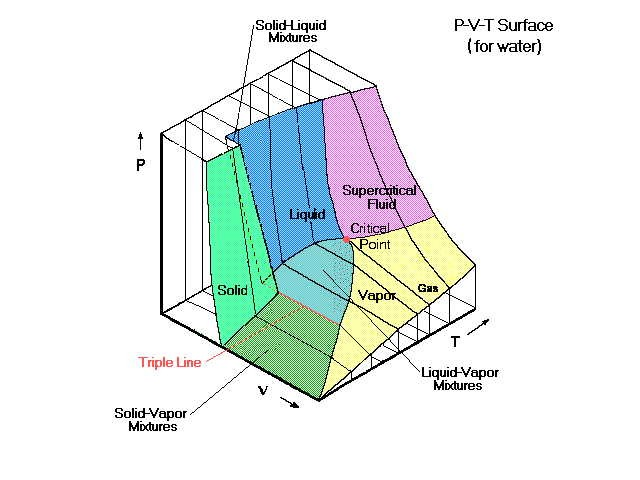 Solid-Liquid
Mixtures
P-V-T Surface
(for water)
P
Supercritical
Fluid
Liquid
Critical
Point
Solid
Vapor
Gas
Triple Line
T
V
Liquid-Vapor
Mixtures
Solid-Vapor
Mixtures